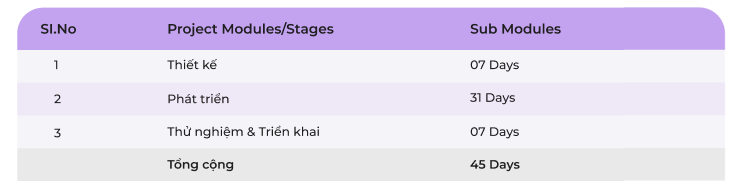 SI.No Project Modules/Stages Sub Modules
1 Thiết kế 07 Days
2 Phát triển 31 Days
3 Thử nghiệm & Triển khai 07 Days
Tổng cộng 45 Days